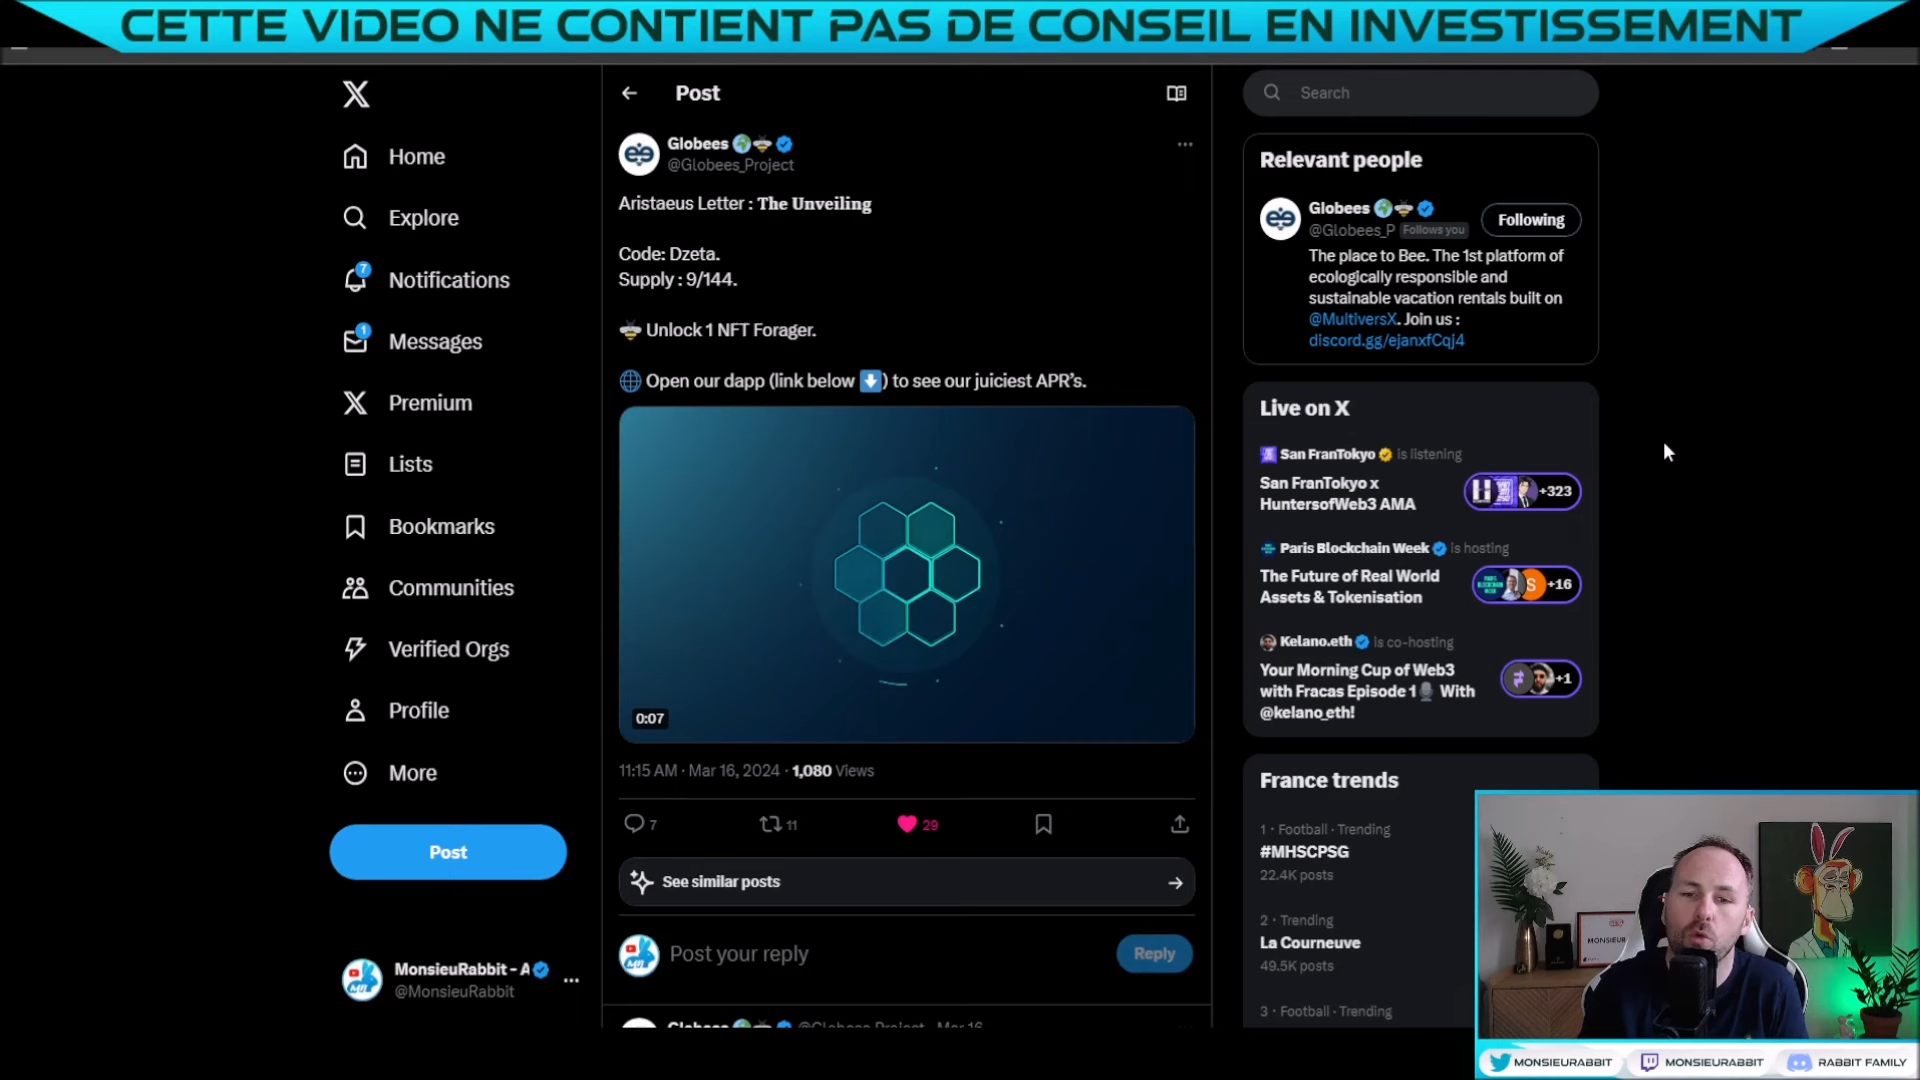 CETTE VIDEO NE CONTIENT PAS DE CONSEIL EN INVESTISSEMENT
Home
Explore
7
Notifications
1
Messages
Premium
Lists
Bookmarks
Communities
Verified Orgs
Profile
More
Post
MonsieuRabbit - A
@MonsieuRabbit
Post
Globees
@Globees_Project
Aristaeus Letter : The Unveiling
Code: Dzeta.
Supply : 9/144.
Unlock 1 NFT Forager.
Open our dapp (link below ⬇) to see our juiciest APR's.
0:07
11:15 AM · Mar 16, 2024 · 1,080 Views
7
11
29
See similar posts
Post your reply
Reply
Globees @Globees_Project · Mar 16
Search
Relevant people
Globees
@Globees_P Follows you
Following
The place to Bee. The 1st platform of
ecologically responsible and
sustainable vacation rentals built on
@MultiversX. Join us :
discord.gg/ejanxfCqj4
Live on X
San FranTokyo is listening
San FranTokyo x
HuntersofWeb3 AMA
+323
Paris Blockchain Week is hosting
The Future of Real World
Assets & Tokenisation
S +16
Kelano.eth is co-hosting
Your Morning Cup of Web3
with Fracas Episode 1🎙 With
@kelano_eth!
+1
France trends
1 · Football · Trending
#MHSCPSG
22.4K posts
2 · Trending
La Courneuve
49.5K posts
3 · Football · Trending
MONSIEUR
MONSIEURABBIT
MONSIEURABBIT
RABBIT FAMILY